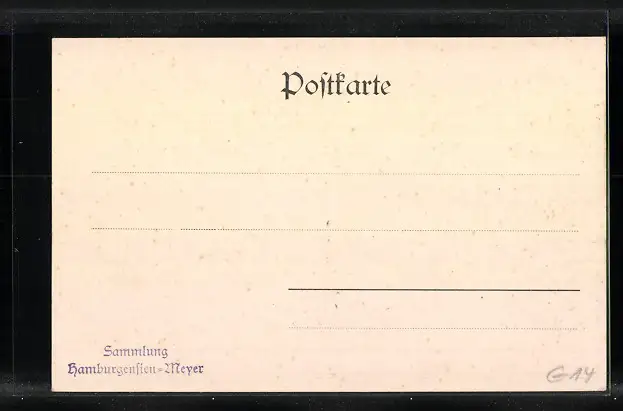 Postkarte
Sammlung
Hamburgensien-Meyer
G14